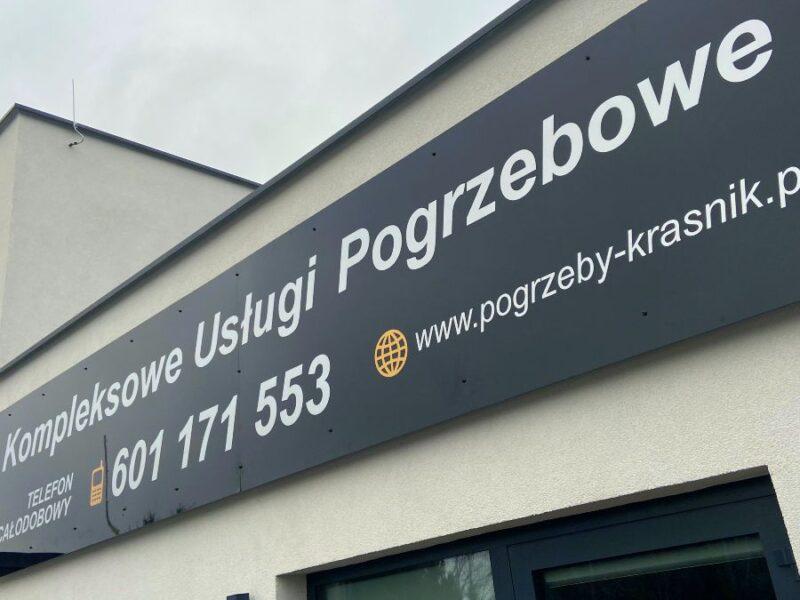 Kompleksowe Usługi Pogrzebowe
TELEFON
CAŁODOBOWY
601 171 553
www.pogrzeby-krasnik.p